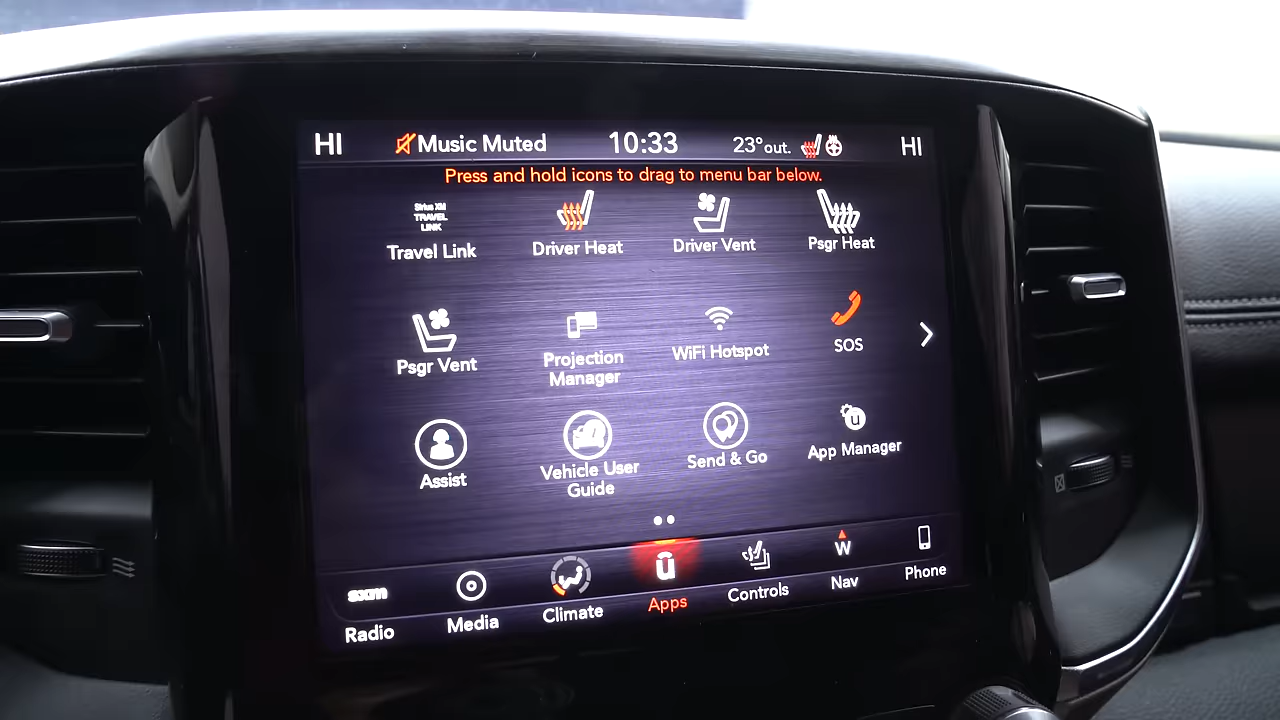 HI
Music Muted
10:33
23° out.
HI
Press and hold icons to drag to menu bar below.
Sirius XM
TRAVEL
LINK
Travel Link
Driver Heat
Driver Vent
Psgr Heat
Psgr Vent
Projection
Manager
WiFi Hotspot
SOS
Assist
Vehicle User
Guide
Send & Go
u
App Manager
sxm
Radio
Media
Climate
u
Apps
Controls
W
Nav
Phone